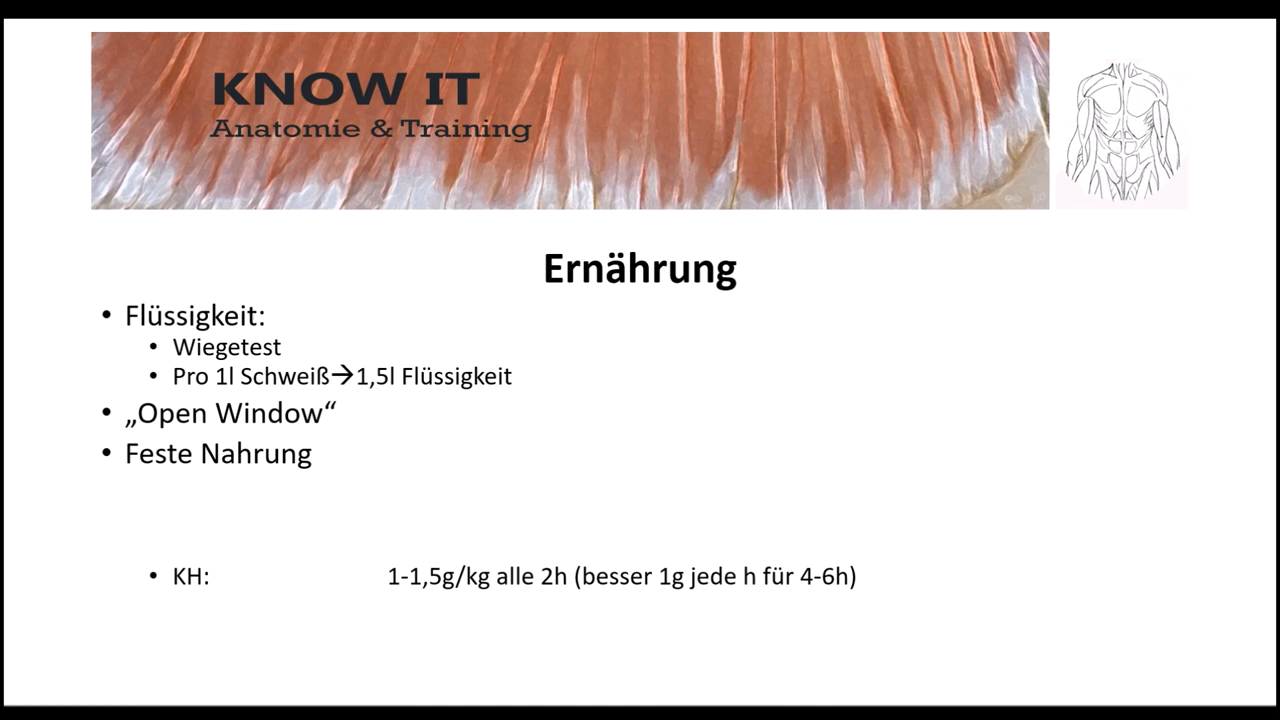 KNOW IT
Anatomie & Training
Ernährung
• Flüssigkeit:
• Wiegetest
• Pro 1l Schweiß→1,5l Flüssigkeit
• „Open Window“
• Feste Nahrung
• KH: 1-1,5g/kg alle 2h (besser 1g jede h für 4-6h)